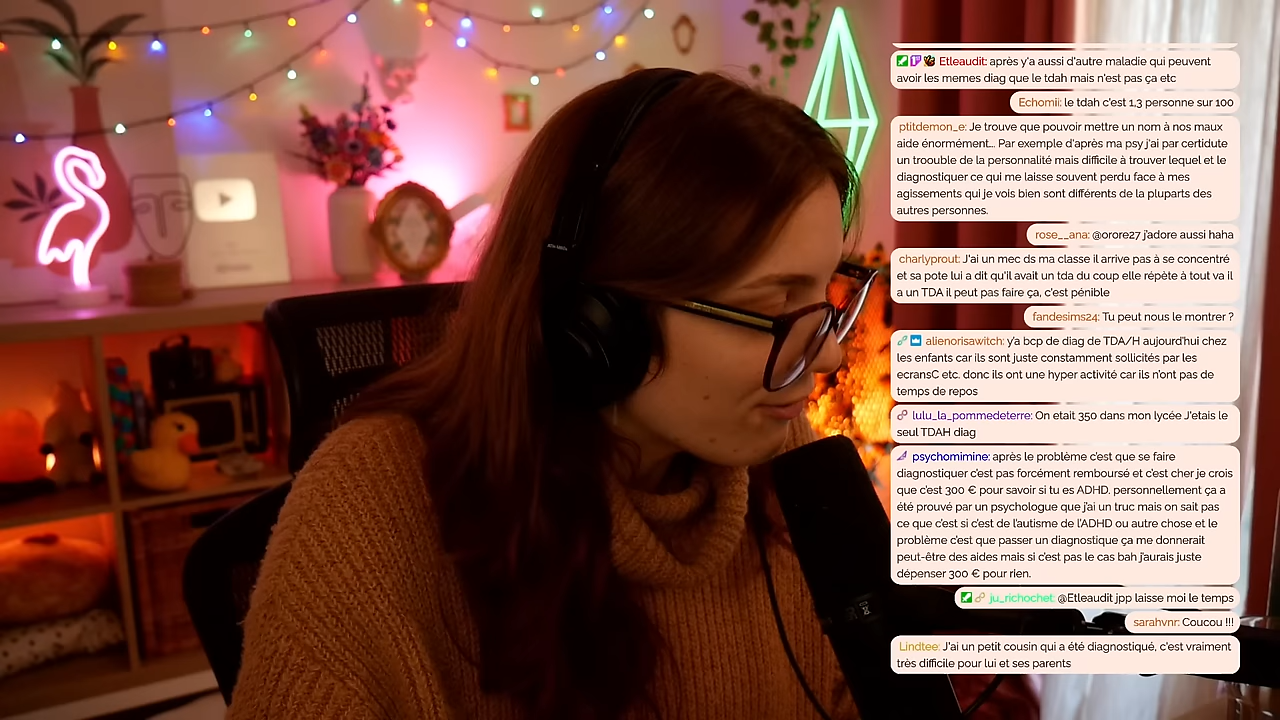 Etleaudit: après y'a aussi d'autre maladie qui peuvent
avoir les memes diag que le tdah mais n'est pas ça etc
Echomii: le tdah c'est 1,3 personne sur 100
ptitdemon_e: Je trouve que pouvoir mettre un nom à nos maux
aide énormément... Par exemple d'après ma psy j'ai par certidute
un troouble de la personnalité mais difficile à trouver lequel et le
diagnostiquer ce qui me laisse souvent perdu face à mes
agissements qui je vois bien sont différents de la pluparts des
autres personnes.
rose__ana: @orore27 j'adore aussi haha
charlyprout: J'ai un mec ds ma classe il arrive pas à se concentré
et sa pote lui a dit qu'il avait un tda du coup elle répète à tout va il
a un TDA il peut pas faire ça, c'est pénible
fandesims24: Tu peut nous le montrer ?
alienorisawitch: y'a bcp de diag de TDA/H aujourd'hui chez
les enfants car ils sont juste constamment sollicités par les
ecransC etc. donc ils ont une hyper activité car ils n'ont pas de
temps de repos
lulu_la_pommedeterre: On etait 350 dans mon lycée J'etais le
seul TDAH diag
psychomimine: après le problème c'est que se faire
diagnostiquer c'est pas forcément remboursé et c'est cher je crois
que c'est 300 € pour savoir si tu es ADHD. personnellement ça a
été prouvé par un psychologue que j'ai un truc mais on sait pas
ce que c'est si c'est de l'autisme de l'ADHD ou autre chose et le
problème c'est que passer un diagnostique ça me donnerait
peut-être des aides mais si c'est pas le cas bah j'aurais juste
dépenser 300 € pour rien.
ju_richochet: @Etleaudit jpp laisse moi le temps
sarahvnr: Coucou !!!
Lindtee: J'ai un petit cousin qui a été diagnostiqué, c'est vraiment
très difficile pour lui et ses parents